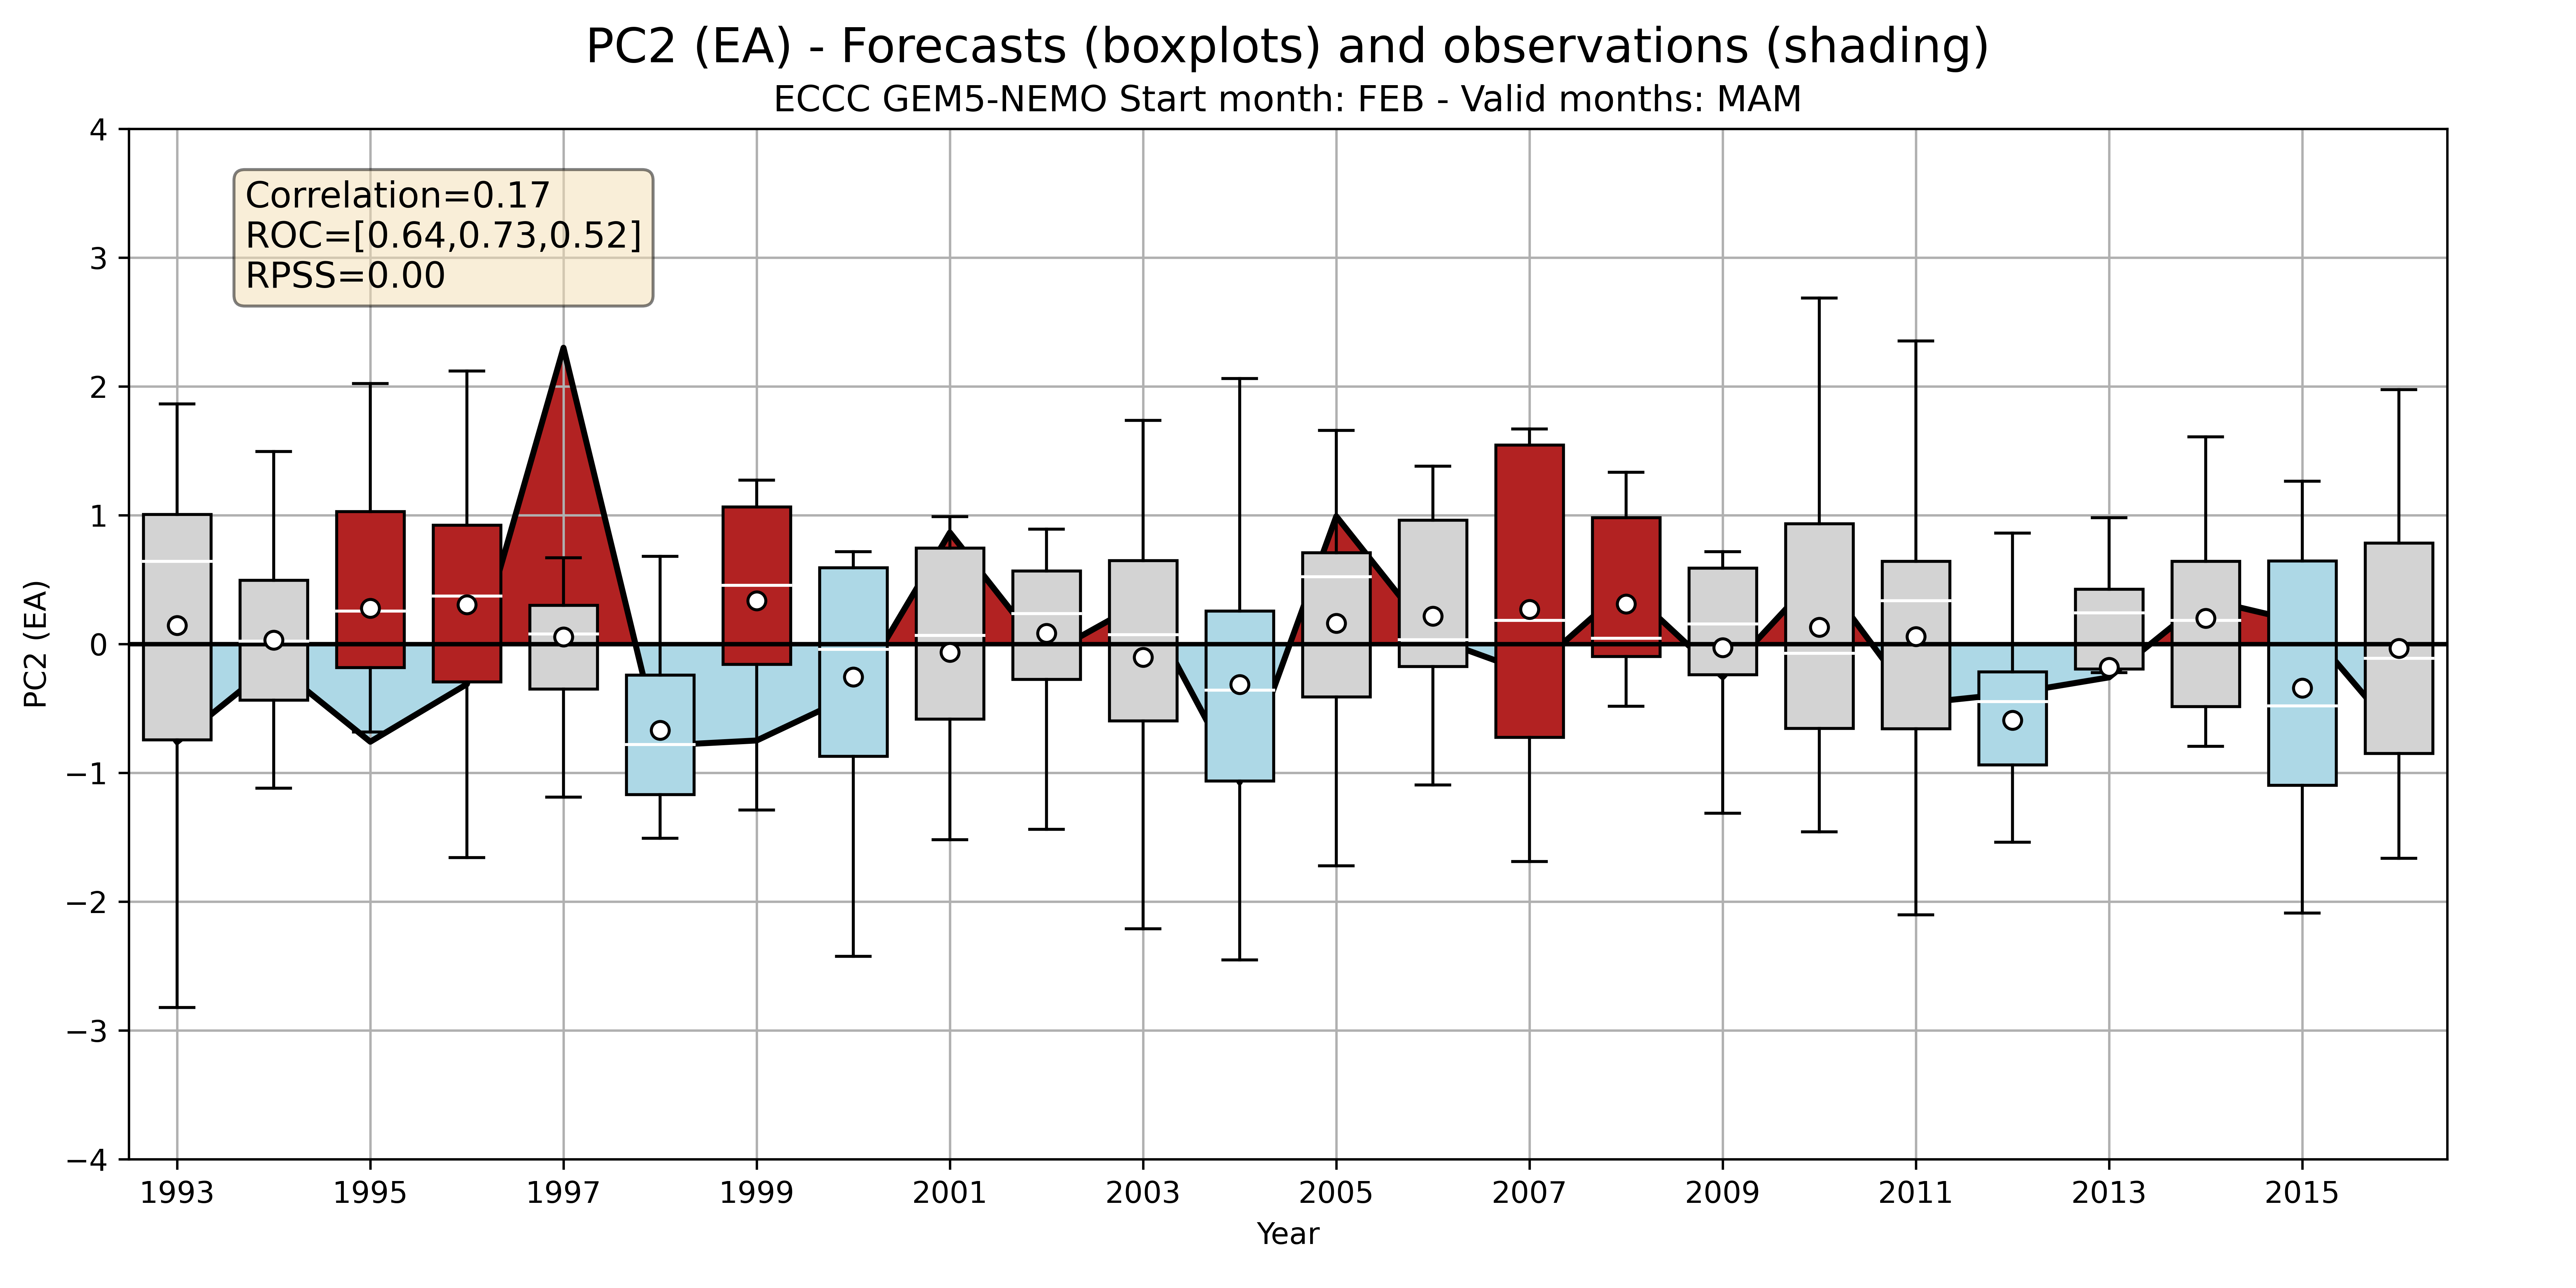 PC2 (EA) - Forecasts (boxplots) and observations (shading)
ECCC GEM5-NEMO Start month: FEB - Valid months: MAM
Correlation=0.17
ROC=[0.64,0.73,0.52]
RPSS=0.00
PC2 (EA)
4
3
2
1
0
−1
−2
−3
−4
1993 1995 1997 1999 2001 2003 2005 2007 2009 2011 2013 2015
Year